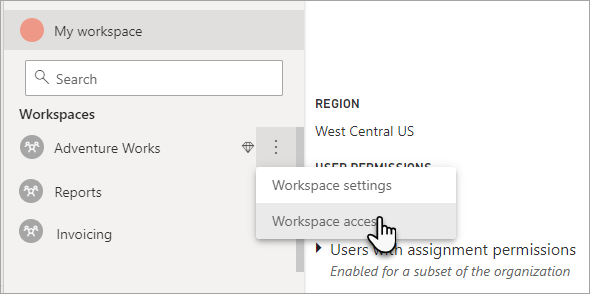 My workspace
Search
Workspaces
Adventure Works
Reports
Invoicing
Workspace settings
Workspace access
REGION
West Central US
USER PERMISSIONS
Users with assignment permissions
Enabled for a subset of the organization